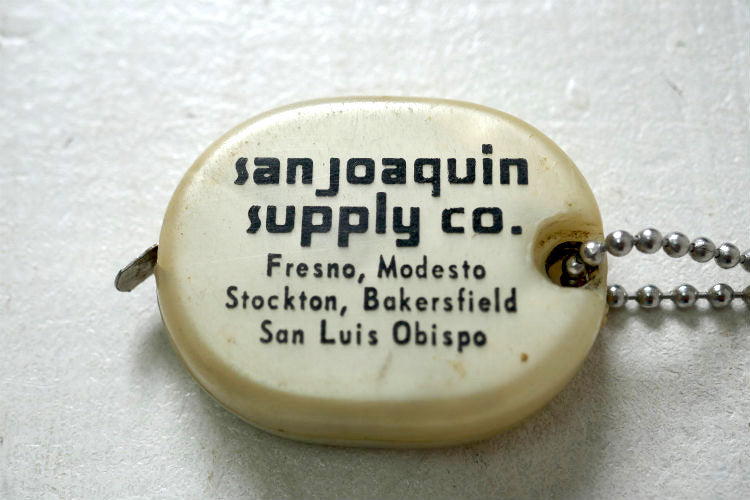 san joaquin
supply co.
Fresno, Modesto
Stockton, Bakersfield
San Luis Obispo